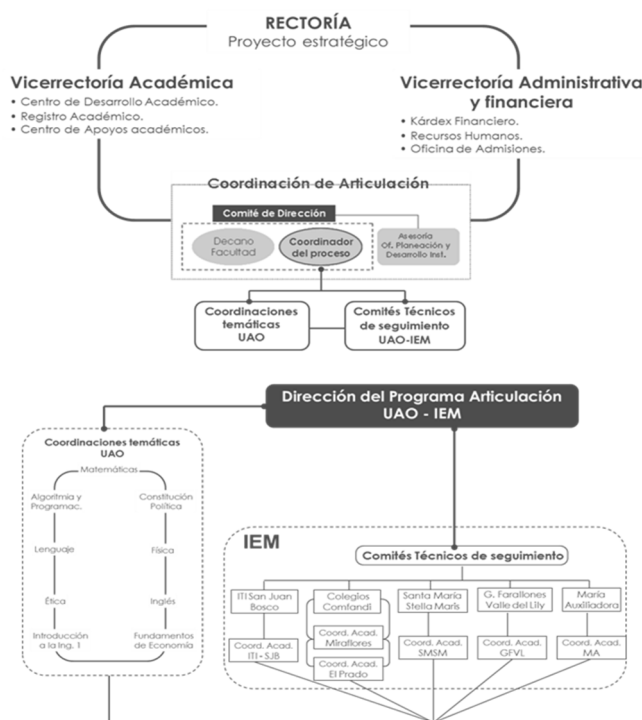 RECTORÍA
Proyecto estratégico
Vicerrectoría Académica
• Centro de Desarrollo Académico.
• Registro Académico.
• Centro de Apoyos académicos.
Vicerrectoría Administrativa
y financiera
• Kárdex Financiero.
• Recursos Humanos.
• Oficina de Admisiones.
Coordinación de Articulación
Comité de Dirección
Decano
Facultad
Coordinador
del proceso
Asesoría
Of. Planeación y
Desarrollo Inst.
Coordinaciones
temáticas
UAO
Comités Técnicos
de seguimiento
UAO-IEM
Dirección del Programa Articulación
UAO - IEM
Coordinaciones temáticas
UAO
Matemáticas
Algoritmia y
Programac.
Constitución
Política
Lenguaje
Física
Ética
Inglés
Introducción
a la Ing. 1
Fundamentos
de Economía
IEM
Comités Técnicos de seguimiento
ITI San Juan
Bosco
Colegios
Comfandi
Santa María
Stella Maris
G. Farallones
Valle del Lily
María
Auxiliadora
Coord. Acad.
ITI - SJB
Coord. Acad.
Miraflores
Coord. Acad.
El Prado
Coord. Acad.
SMSM
Coord. Acad.
GFVL
Coord. Acad.
MA